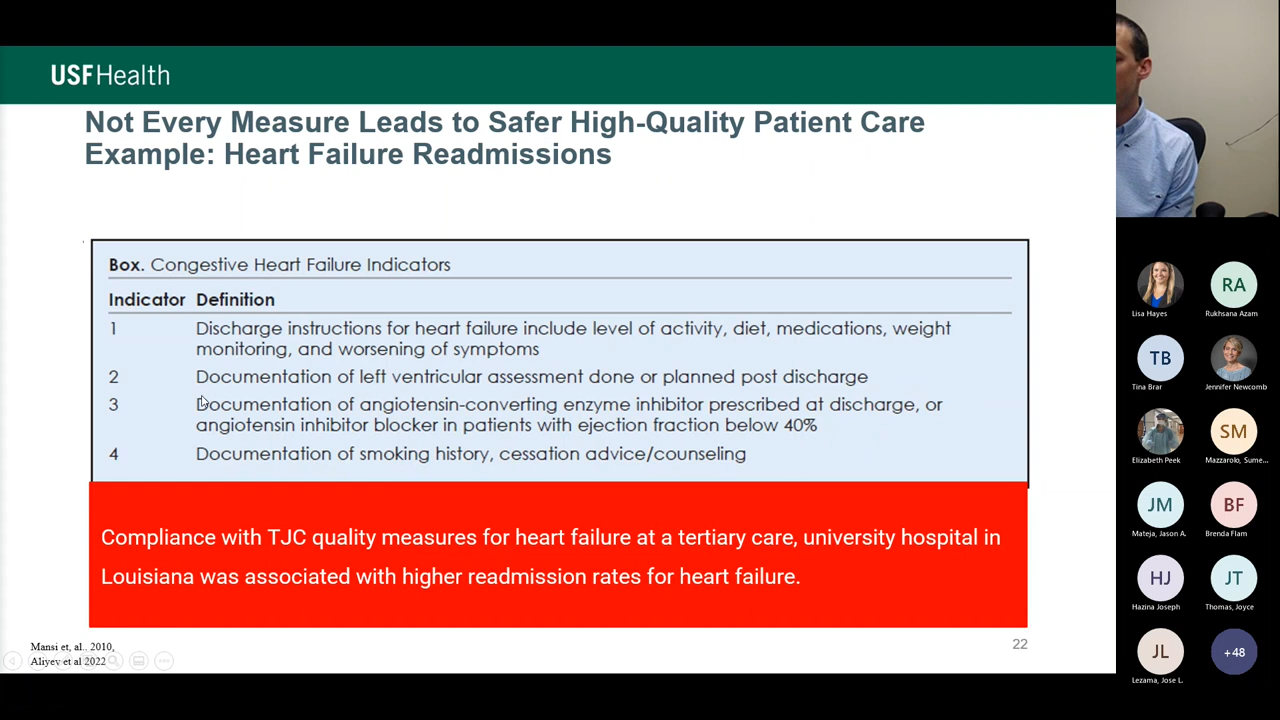 USF Health
Not Every Measure Leads to Safer High-Quality Patient Care
Example: Heart Failure Readmissions
Box. Congestive Heart Failure Indicators
Indicator Definition
1 Discharge instructions for heart failure include level of activity, diet, medications, weight
monitoring, and worsening of symptoms
2 Documentation of left ventricular assessment done or planned post discharge
3 Documentation of angiotensin-converting enzyme inhibitor prescribed at discharge, or
angiotensin inhibitor blocker in patients with ejection fraction below 40%
4 Documentation of smoking history, cessation advice/counseling
Compliance with TJC quality measures for heart failure at a tertiary care, university hospital in
Louisiana was associated with higher readmission rates for heart failure.
Mansi et, al.. 2010,
Aliyev et al 2022
22
Lisa Hayes
RA
Rukhsana Azam
TB
Tina Brar
Jennifer Newcomb
Elizabeth Peek
SM
Mazzarolo, Sume...
JM
Mateja, Jason A.
BF
Brenda Flam
HJ
Hazina Joseph
JT
Thomas, Joyce
JL
Lezama, Jose L.
+48